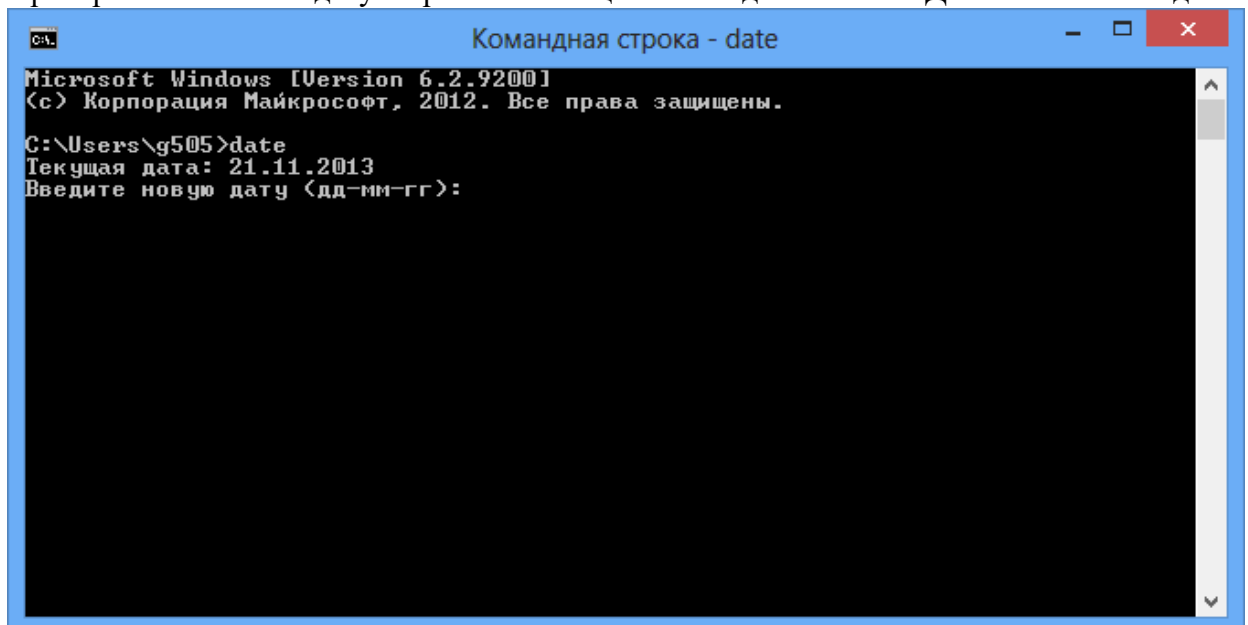 Командная строка - date
Microsoft Windows [Version 6.2.9200]
(c) Корпорация Майкрософт, 2012. Все права защищены.
C:\Users\g505>date
Текущая дата: 21.11.2013
Введите новую дату (дд-мм-гг):